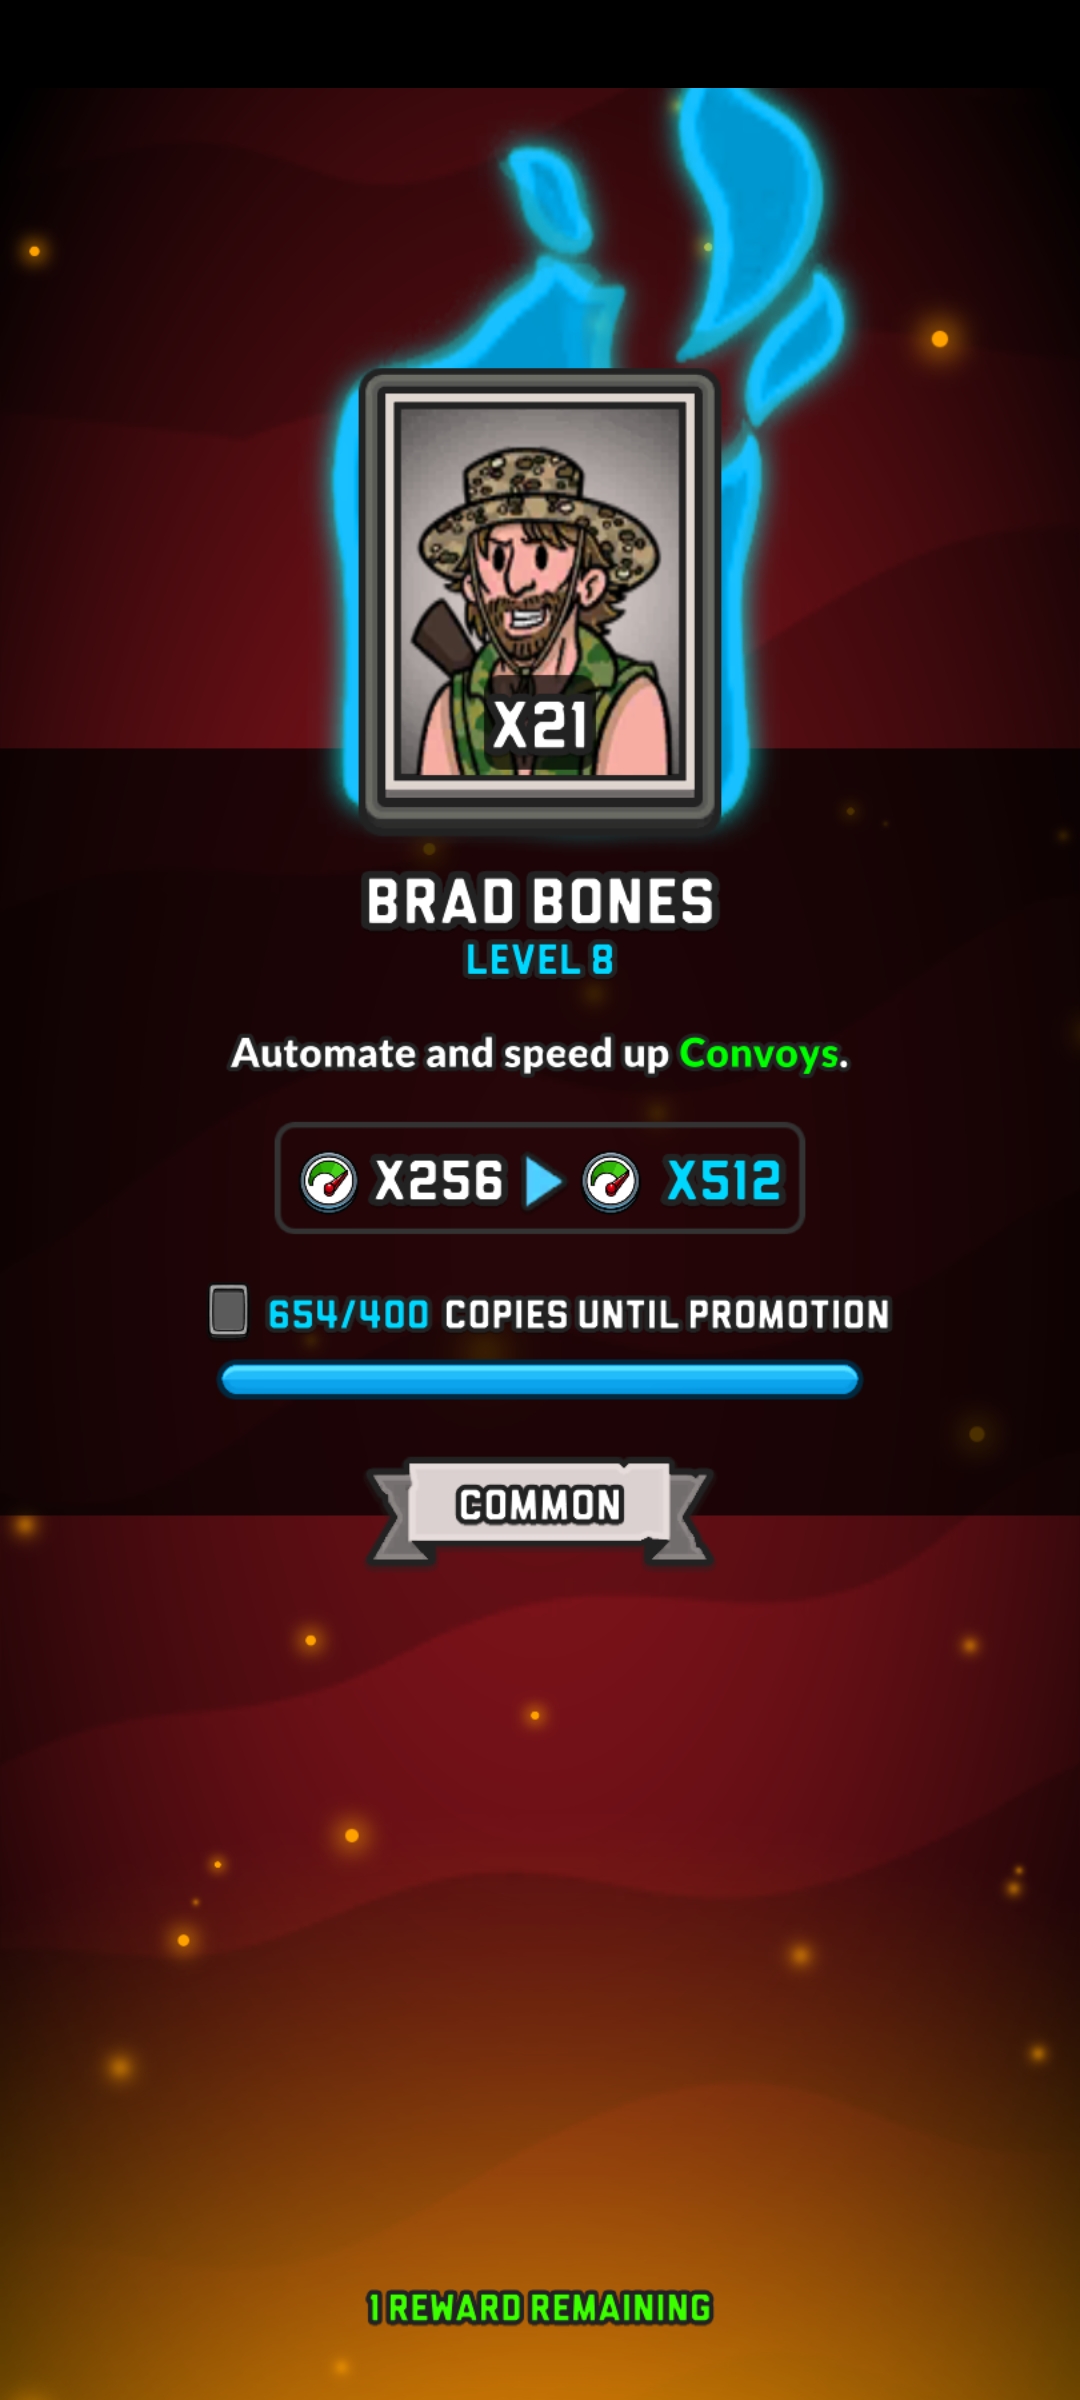 X21
BRAD BONES
LEVEL 8
Automate and speed up Convoys.
X256 X512
654/400 COPIES UNTIL PROMOTION
COMMON
1 REWARD REMAINING